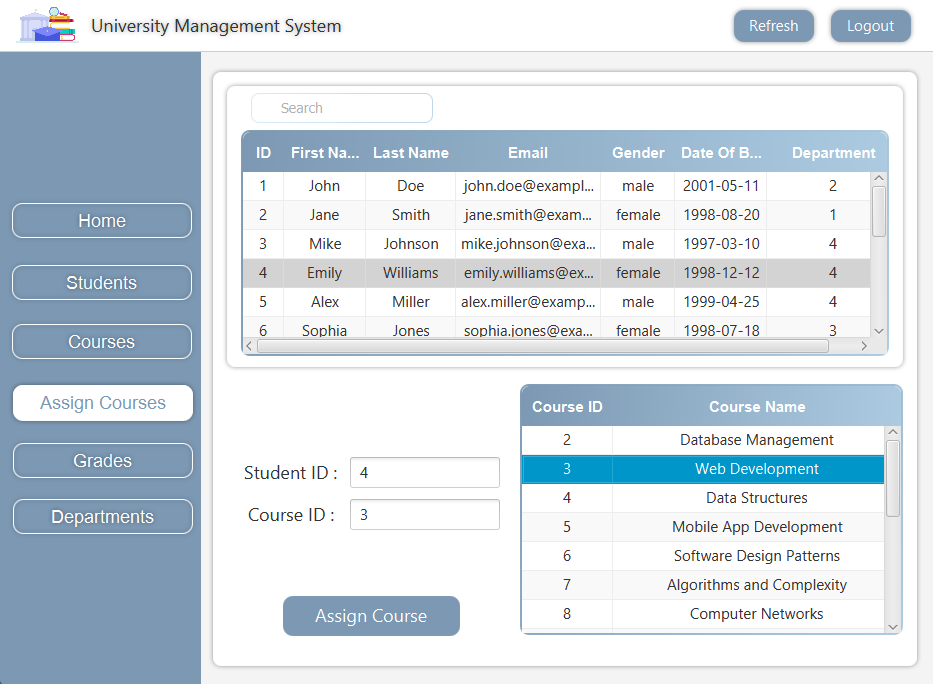 University Management System
Refresh
Logout
Home
Students
Courses
Assign Courses
Grades
Departments
Search
ID First Na... Last Name Email Gender Date Of B... Department
1 John Doe john.doe@exampl... male 2001-05-11 2
2 Jane Smith jane.smith@exam... female 1998-08-20 1
3 Mike Johnson mike.johnson@exa... male 1997-03-10 4
4 Emily Williams emily.williams@ex... female 1998-12-12 4
5 Alex Miller alex.miller@examp... male 1999-04-25 4
6 Sophia Jones sophia.jones@exa... female 1998-07-18 3
Student ID : 4
Course ID : 3
Assign Course
Course ID Course Name
2 Database Management
3 Web Development
4 Data Structures
5 Mobile App Development
6 Software Design Patterns
7 Algorithms and Complexity
8 Computer Networks